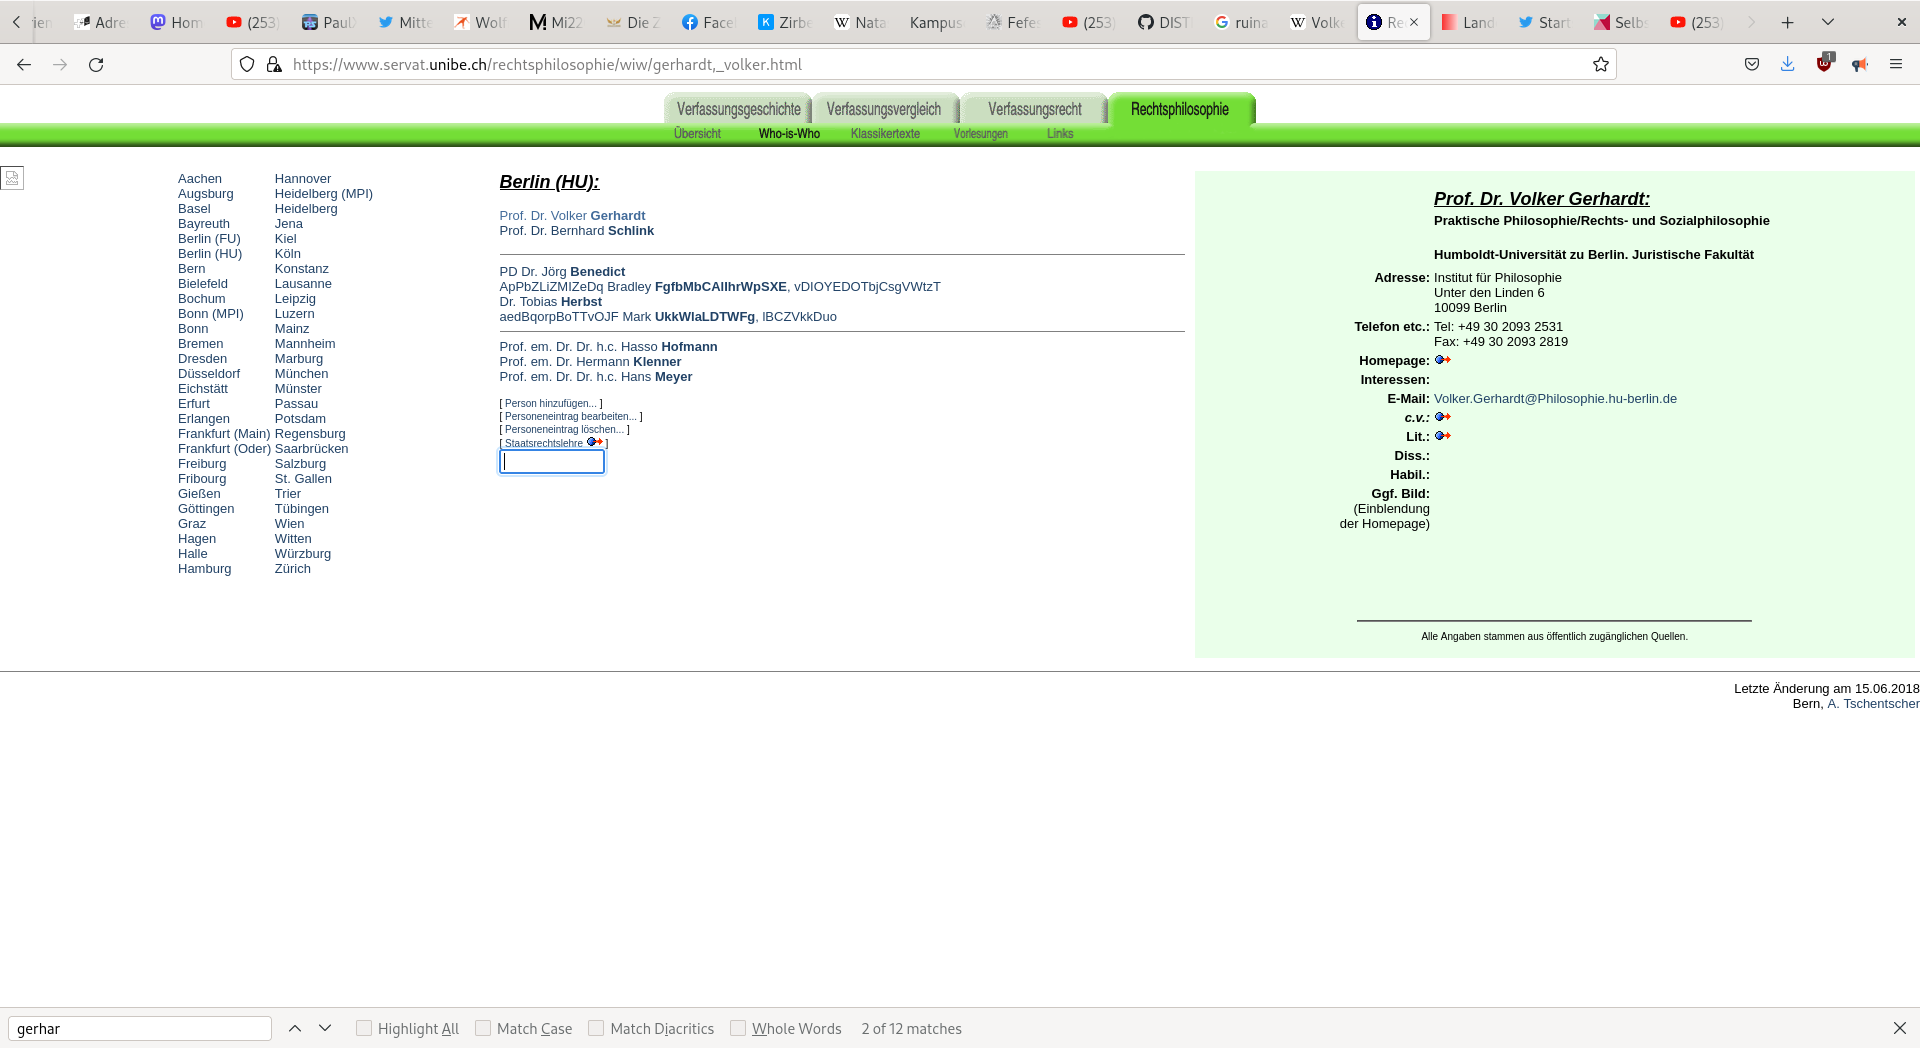 rien
Adre
Hom
(253)
Paul
Mitte
Wolf
Mi22
Die Z
Face
Zirbe
Nata
Kampus
Fefe
(253)
DIST
ruina
Volke
Re
Land
Start
Selbs
(253)
https://www.servat.unibe.ch/rechtsphilosophie/wiw/gerhardt,_volker.html
1
Verfassungsgeschichte Verfassungsvergleich Verfassungsrecht Rechtsphilosophie
Übersicht Who-is-Who Klassikertexte Vorlesungen Links
Aachen Hannover
Augsburg Heidelberg (MPI)
Basel Heidelberg
Bayreuth Jena
Berlin (FU) Kiel
Berlin (HU) Köln
Bern Konstanz
Bielefeld Lausanne
Bochum Leipzig
Bonn (MPI) Luzern
Bonn Mainz
Bremen Mannheim
Dresden Marburg
Düsseldorf München
Eichstätt Münster
Erfurt Passau
Erlangen Potsdam
Frankfurt (Main) Regensburg
Frankfurt (Oder) Saarbrücken
Freiburg Salzburg
Fribourg St. Gallen
Gießen Trier
Göttingen Tübingen
Graz Wien
Hagen Witten
Halle Würzburg
Hamburg Zürich
Berlin (HU):
Prof. Dr. Volker Gerhardt
Prof. Dr. Bernhard Schlink
PD Dr. Jörg Benedict
ApPbZLiZMIZeDq Bradley FgfbMbCAIlhrWpSXE, vDIOYEDOTbjCsgVWtzT
Dr. Tobias Herbst
aedBqorpBoTTvOJF Mark UkkWlaLDTWFg, lBCZVkkDuo
Prof. em. Dr. Dr. h.c. Hasso Hofmann
Prof. em. Dr. Hermann Klenner
Prof. em. Dr. Dr. h.c. Hans Meyer
[ Person hinzufügen... ]
[ Personeneintrag bearbeiten... ]
[ Personeneintrag löschen... ]
[ Staatsrechtslehre ]
Prof. Dr. Volker Gerhardt:
Praktische Philosophie/Rechts- und Sozialphilosophie
Humboldt-Universität zu Berlin. Juristische Fakultät
Adresse: Institut für Philosophie
Unter den Linden 6
10099 Berlin
Telefon etc.: Tel: +49 30 2093 2531
Fax: +49 30 2093 2819
Homepage:
Interessen:
E-Mail: Volker.Gerhardt@Philosophie.hu-berlin.de
c.v.:
Lit.:
Diss.:
Habil.:
Ggf. Bild:
(Einblendung
der Homepage)
Alle Angaben stammen aus öffentlich zugänglichen Quellen.
Letzte Änderung am 15.06.2018
Bern, A. Tschentscher
gerhar Highlight All Match Case Match Diacritics Whole Words 2 of 12 matches